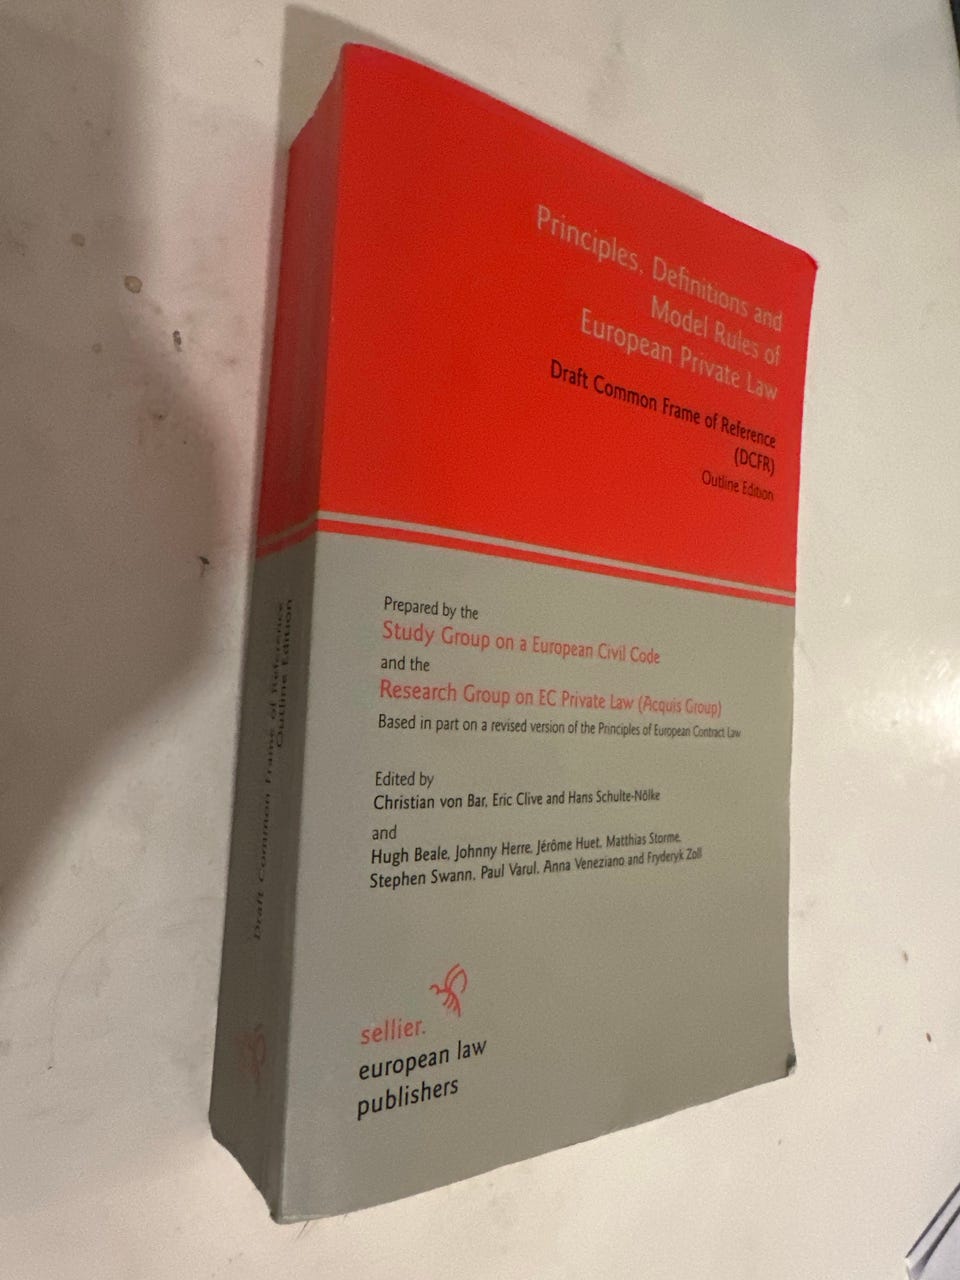 Principles, Definitions and
Model Rules of
European Private Law
Draft Common Frame of Reference
(DCFR)
Outline Edition
Prepared by the
Study Group on a European Civil Code
and the
Research Group on EC Private Law (Acquis Group)
Based in part on a revised version of the Principles of European Contract Law
Edited by
Christian von Bar, Eric Clive and Hans Schulte-Nölke
and
Hugh Beale, Johnny Herre, Jérôme Huet, Matthias Storme,
Stephen Swann, Paul Varul, Anna Veneziano and Fryderyk Zoll
sellier.
european law
publishers
Draft Common Frame of Reference
Outline Edition